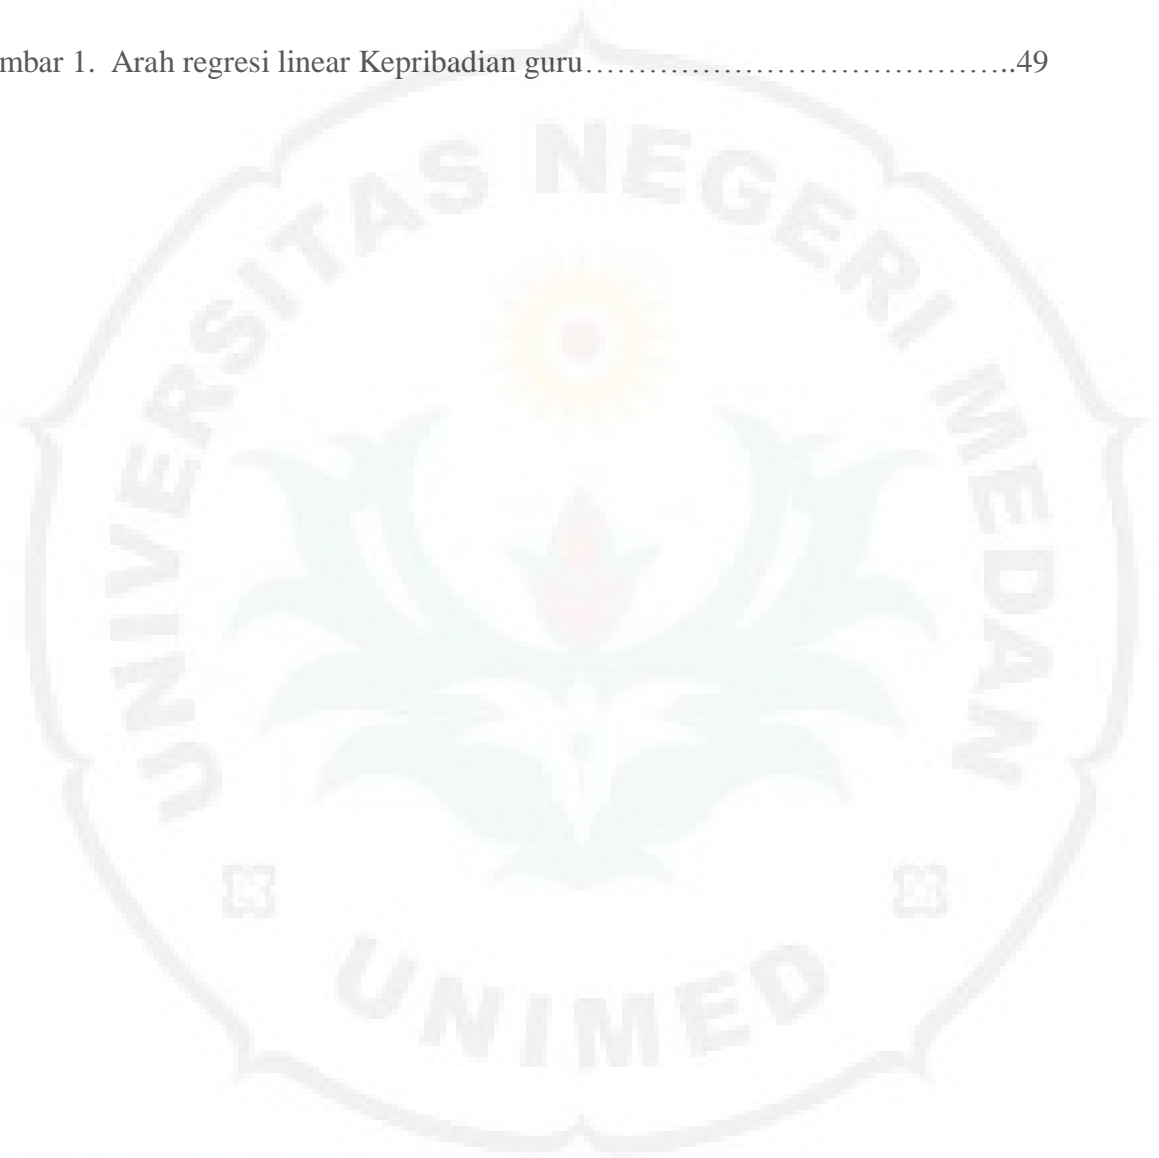 mbar 1. Arah regresi linear Kepribadian guru…………………………………..49
UNIVERSITAS NEGERI MEDAN
UNIMED